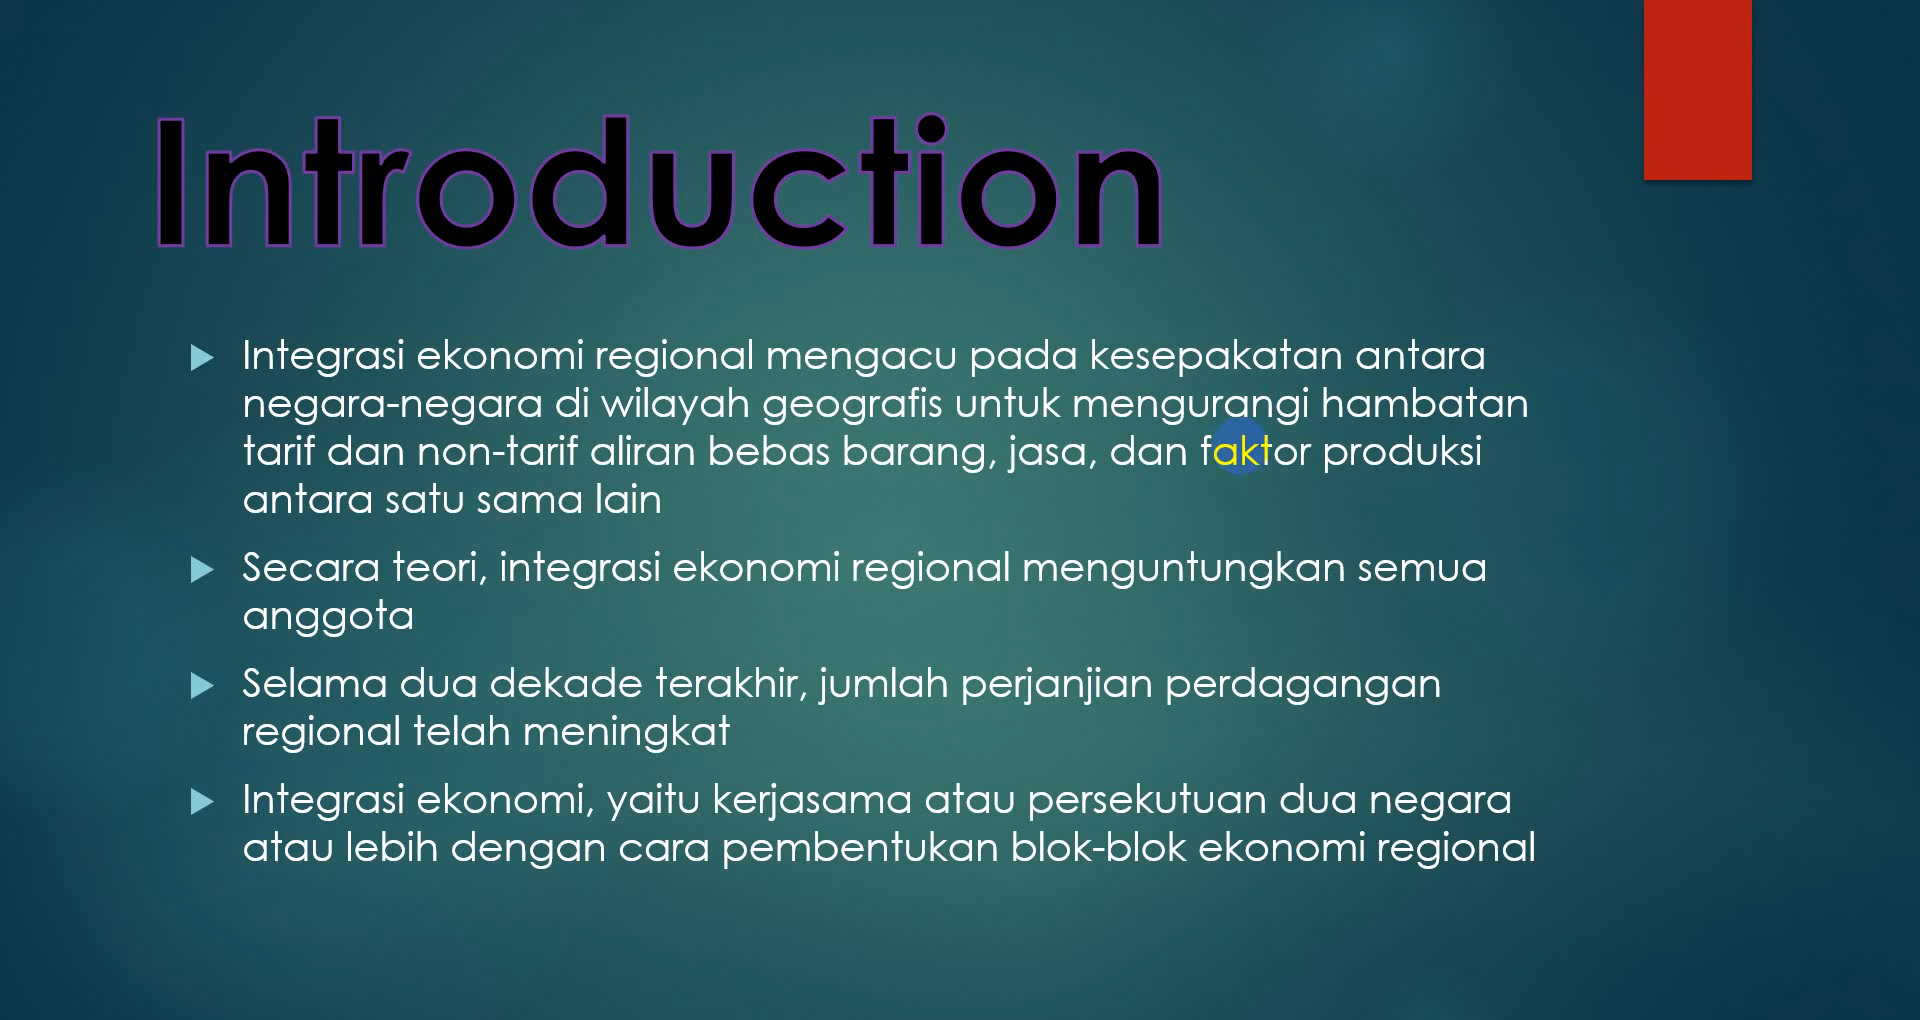 Introduction
Integrasi ekonomi regional mengacu pada kesepakatan antara
negara-negara di wilayah geografis untuk mengurangi hambatan
tarif dan non-tarif aliran bebas barang, jasa, dan faktor produksi
antara satu sama lain
Secara teori, integrasi ekonomi regional menguntungkan semua
anggota
Selama dua dekade terakhir, jumlah perjanjian perdagangan
regional telah meningkat
Integrasi ekonomi, yaitu kerjasama atau persekutuan dua negara
atau lebih dengan cara pembentukan blok-blok ekonomi regional